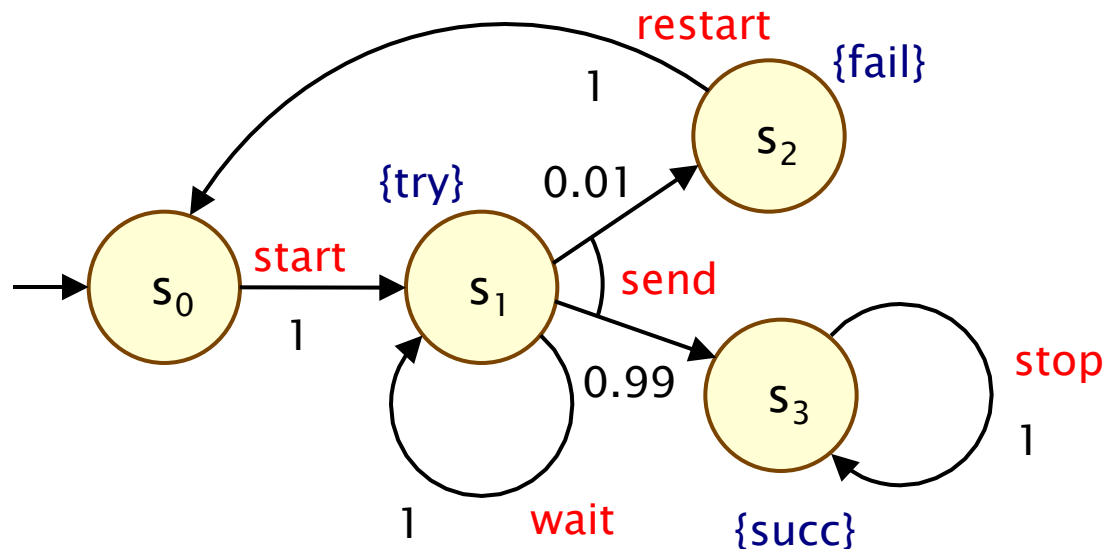 restart
1
{fail}
s₂
{try}
0.01
s₀
start
1
s₁
send
0.99
s₃
stop
1
1
wait
{succ}